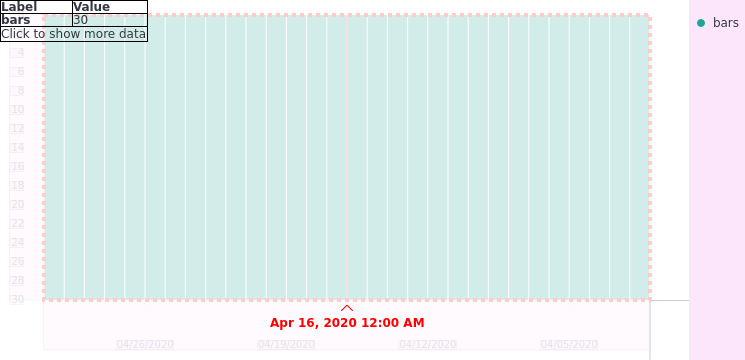 Label Value
bars 30
Click to show more data
bars
4
6
8
10
12
14
16
18
20
22
24
26
28
30
Apr 16, 2020 12:00 AM
04/26/2020 04/19/2020 04/12/2020 04/05/2020